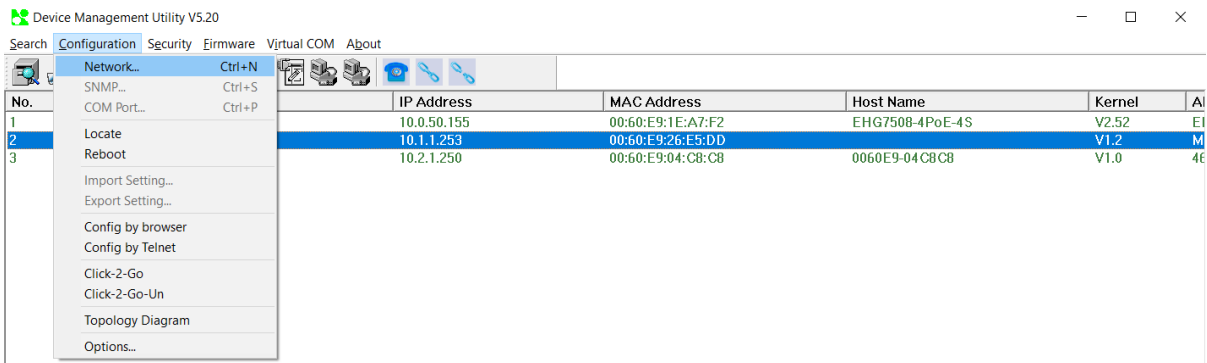 Device Management Utility V5.20
Search Configuration Security Firmware Virtual COM About
Network... Ctrl+N
SNMP... Ctrl+S
COM Port... Ctrl+P
Locate
Reboot
Import Setting...
Export Setting...
Config by browser
Config by Telnet
Click-2-Go
Click-2-Go-Un
Topology Diagram
Options...
No. IP Address MAC Address Host Name Kernel
1 10.0.50.155 00:60:E9:1E:A7:F2 EHG7508-4PoE-4S V2.52
2 10.1.1.253 00:60:E9:26:E5:DD V1.2
3 10.2.1.250 00:60:E9:04:C8:C8 0060E9-04C8C8 V1.0 46